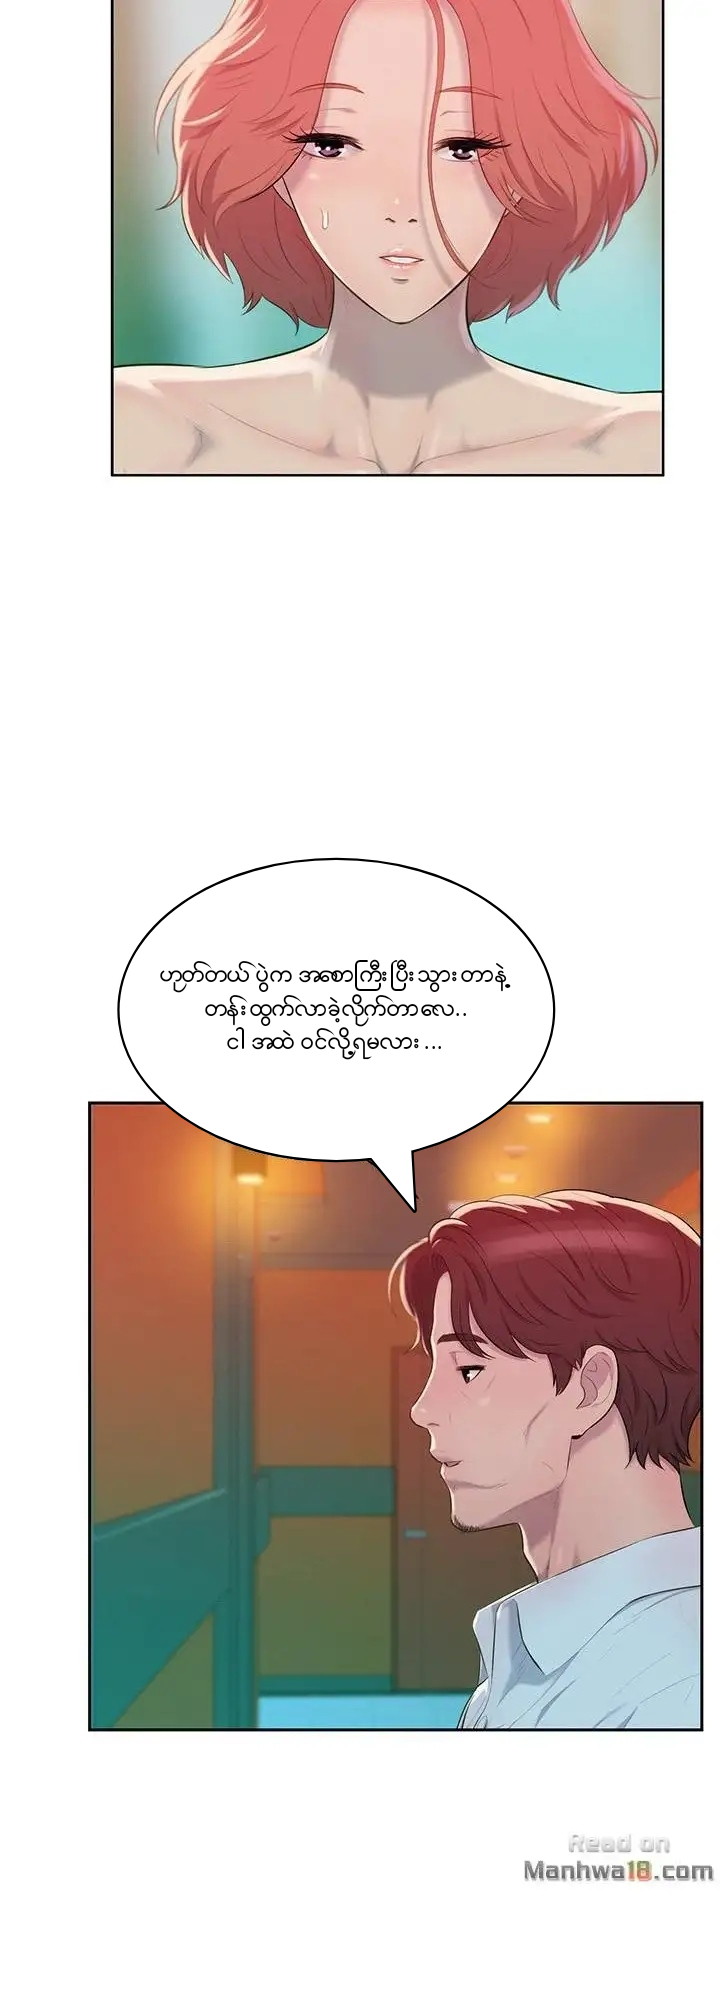 ဟုတ်တယ် ပွဲက အစောကြီးပြီးသွားတာနဲ့
တန်းထွက်လာခဲ့လိုက်တာလေ..
ငါ အထဲ ဝင်လို့ရမလား...
Read on
Manhwa18.com